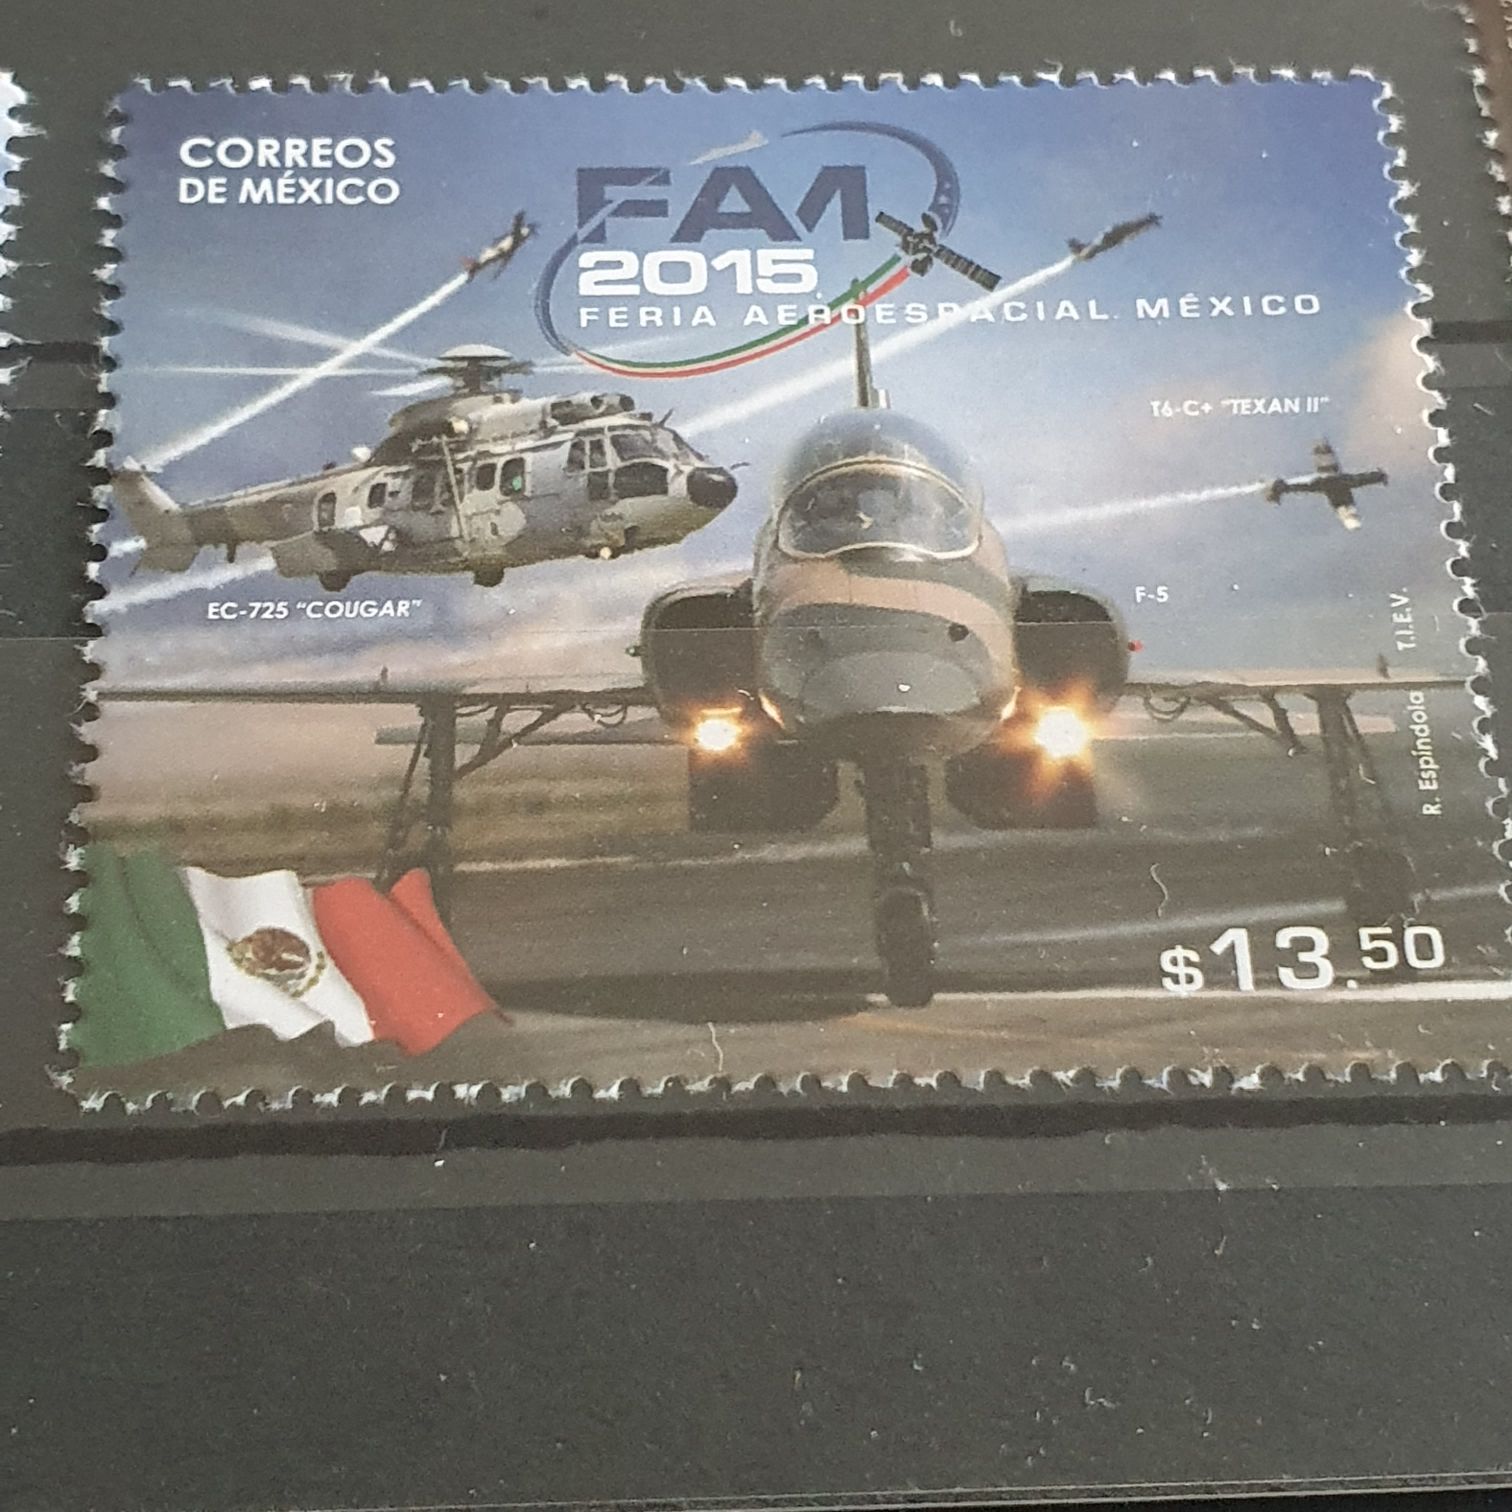 CORREOS
DE MÉXICO
FAM
2015
FERIA AEROESPACIAL MÉXICO
T6-C+ "TEXAN II"
EC-725 "COUGAR"
F-5
R. Espíndola T.I.E.V.
$13.50